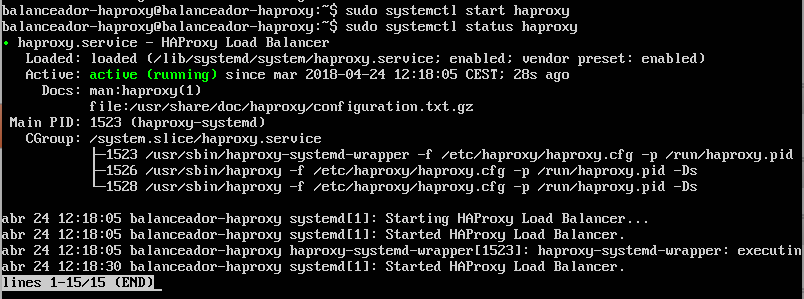 balanceador-haproxy@balanceador-haproxy:~$ sudo systemctl start haproxy
balanceador-haproxy@balanceador-haproxy:~$ sudo systemctl status haproxy
● haproxy.service - HAProxy Load Balancer
   Loaded: loaded (/lib/systemd/system/haproxy.service; enabled; vendor preset: enabled)
   Active: active (running) since mar 2018-04-24 12:18:05 CEST; 28s ago
     Docs: man:haproxy(1)
           file:/usr/share/doc/haproxy/configuration.txt.gz
 Main PID: 1523 (haproxy-systemd)
   CGroup: /system.slice/haproxy.service
           ├─1523 /usr/sbin/haproxy-systemd-wrapper -f /etc/haproxy/haproxy.cfg -p /run/haproxy.pid
           ├─1526 /usr/sbin/haproxy -f /etc/haproxy/haproxy.cfg -p /run/haproxy.pid -Ds
           └─1528 /usr/sbin/haproxy -f /etc/haproxy/haproxy.cfg -p /run/haproxy.pid -Ds
abr 24 12:18:05 balanceador-haproxy systemd[1]: Starting HAProxy Load Balancer...
abr 24 12:18:05 balanceador-haproxy systemd[1]: Started HAProxy Load Balancer.
abr 24 12:18:05 balanceador-haproxy haproxy-systemd-wrapper[1523]: haproxy-systemd-wrapper: executin
abr 24 12:18:30 balanceador-haproxy systemd[1]: Started HAProxy Load Balancer.
lines 1-15/15 (END)